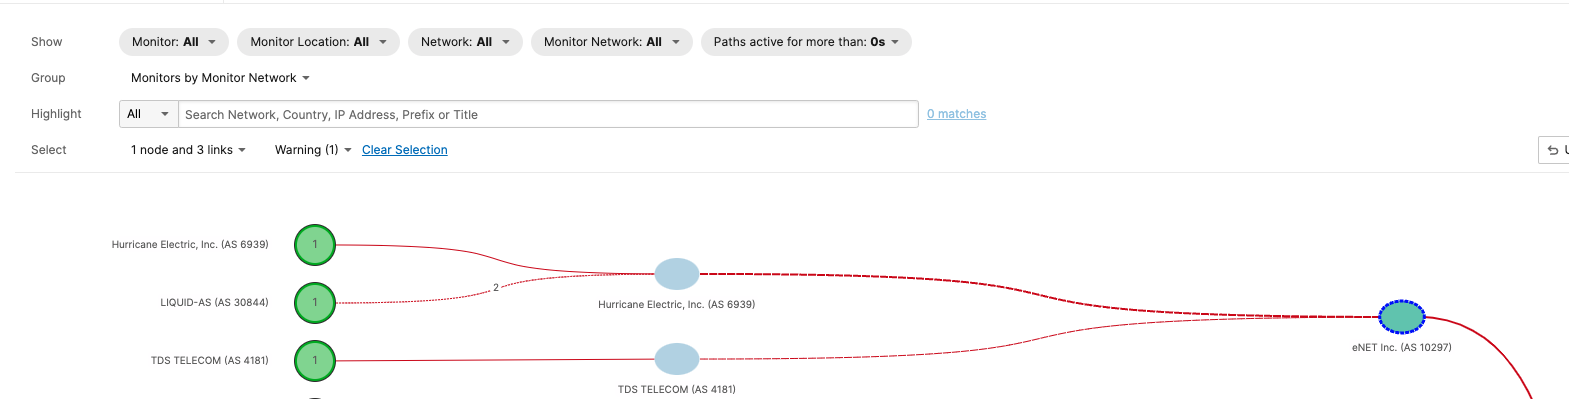 Show Monitor: All Monitor Location: All Network: All Monitor Network: All Paths active for more than: 0s
Group Monitors by Monitor Network
Highlight All Search Network, Country, IP Address, Prefix or Title 0 matches
Select 1 node and 3 links Warning (1) Clear Selection
Hurricane Electric, Inc. (AS 6939) 1
2
LIQUID-AS (AS 30844) 1
Hurricane Electric, Inc. (AS 6939)
eNET Inc. (AS 10297)
TDS TELECOM (AS 4181) 1
TDS TELECOM (AS 4181)